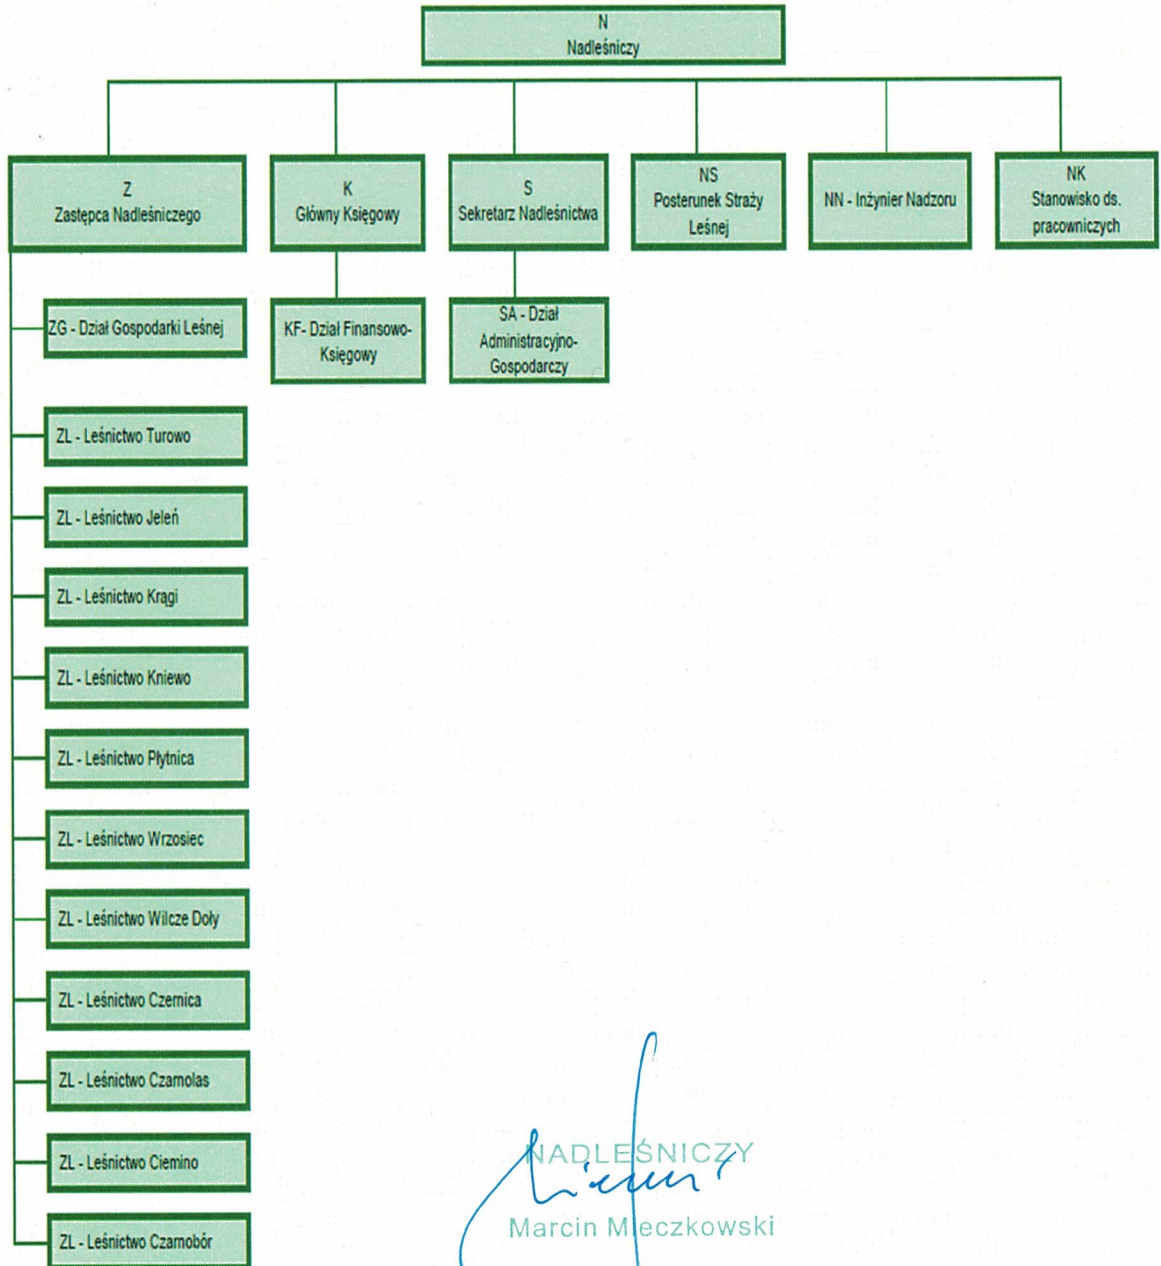 N
Nadleśniczy
Z
Zastępca Nadleśniczego
K
Główny Księgowy
S
Sekretarz Nadleśnictwa
NS
Posterunek Straży
Leśnej
NN - Inżynier Nadzoru
NK
Stanowisko ds.
pracowniczych
ZG - Dział Gospodarki Leśnej
KF- Dział Finansowo-
Księgowy
SA - Dział
Administracyjno-
Gospodarczy
ZL - Leśnictwo Turowo
ZL - Leśnictwo Jeleń
ZL - Leśnictwo Krągi
ZL - Leśnictwo Kniewo
ZL - Leśnictwo Płytnica
ZL - Leśnictwo Wrzosiec
ZL - Leśnictwo Wilcze Doły
ZL - Leśnictwo Czernica
ZL - Leśnictwo Czarnolas
ZL - Leśnictwo Ciemino
ZL - Leśnictwo Czarnobór
NADLEŚNICZY
Marcin Mieczkowski